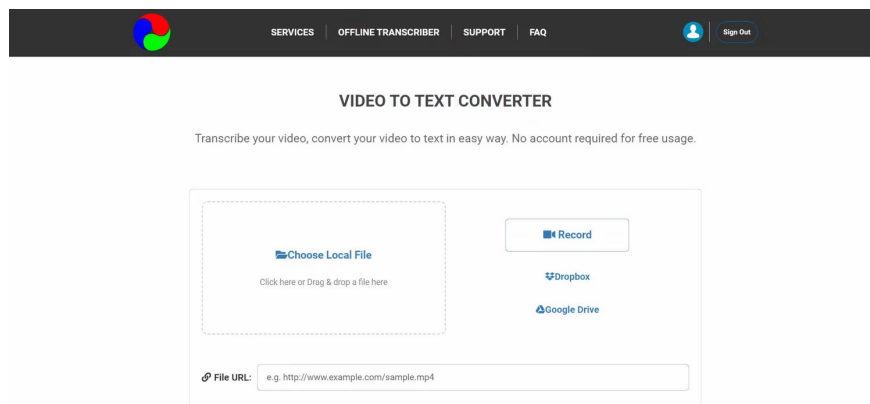 SERVICES OFFLINE TRANSCRIBER SUPPORT FAQ Sign Out
VIDEO TO TEXT CONVERTER
Transcribe your video, convert your video to text in easy way. No account required for free usage.
Choose Local File
Click here or Drag & drop a file here
Record
Dropbox
Google Drive
File URL: e.g. http://www.example.com/sample.mp4